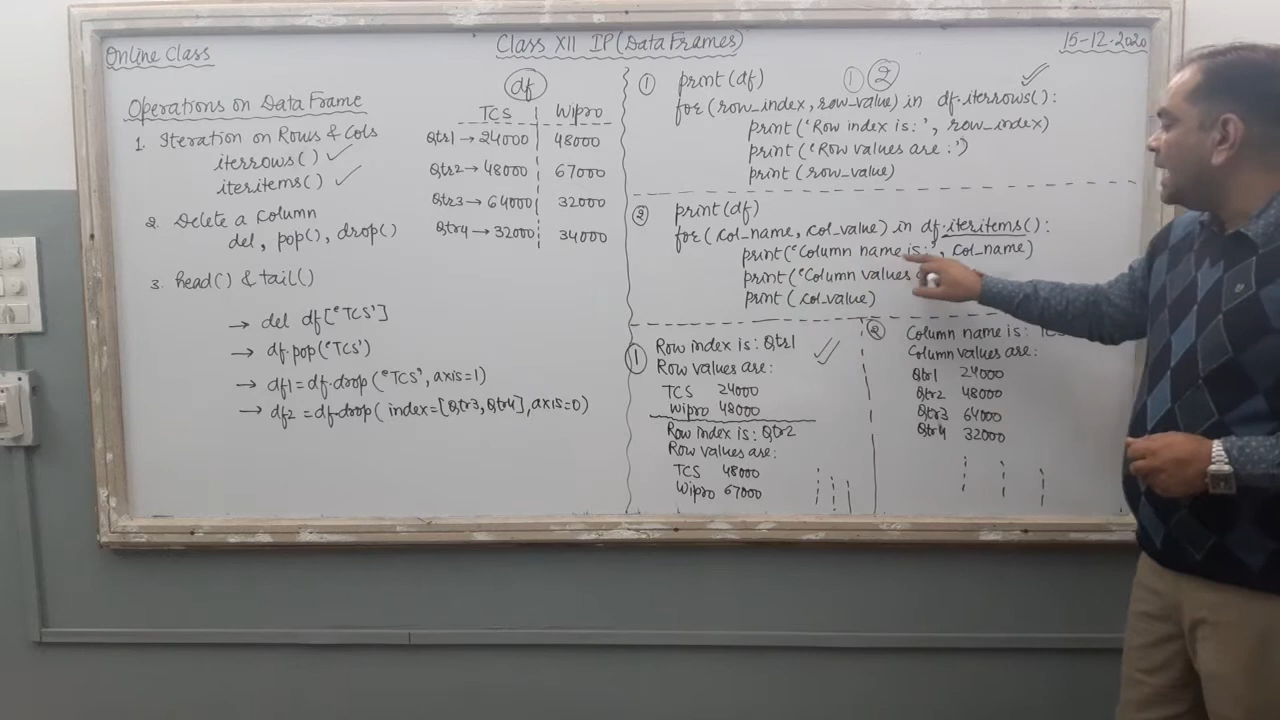 Online Class
Class XII IP (Data Frames)
15-12-2020
Operations on Data Frame
1. Iteration on Rows & Cols
iterrows() ✓
iteritems() ✓
2. Delete a Column
del, pop(), drop()
3. head() & tail()
→ del df['TCS']
→ df.pop('TCS')
→ df1 = df.drop('TCS', axis=1)
→ df2 = df.drop( index=[Qtr3, Qtr4], axis=0)
df
TCS Wipro
Qtr1 → 24000 48000
Qtr2 → 48000 67000
Qtr3 → 64000 32000
Qtr4 → 32000 34000
① print(df) ① ②
for (row_index, row_value) in df.iterrows():
print('Row index is:', row_index)
print('Row values are:')
print (row_value)
② print(df)
for (col_name, col_value) in df.iteritems():
print('Column name is:', col_name)
print('Column values
print (col_value)
① Row index is: Qtr1
Row values are:
TCS 24000
Wipro 48000
Row index is: Qtr2
Row values are:
TCS 48000
Wipro 67000
② Column name is: TCS
Column values are:
Qtr1 24000
Qtr2 48000
Qtr3 64000
Qtr4 32000